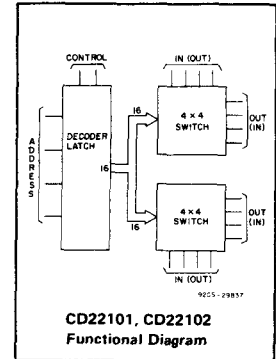 CONTROL
IN (OUT)
ADDRESS
DECODER
LATCH
16
16
16
4 × 4
SWITCH
OUT
(IN)
4 × 4
SWITCH
OUT
(IN)
IN (OUT)
92CS-29837
CD22101, CD22102
Functional Diagram